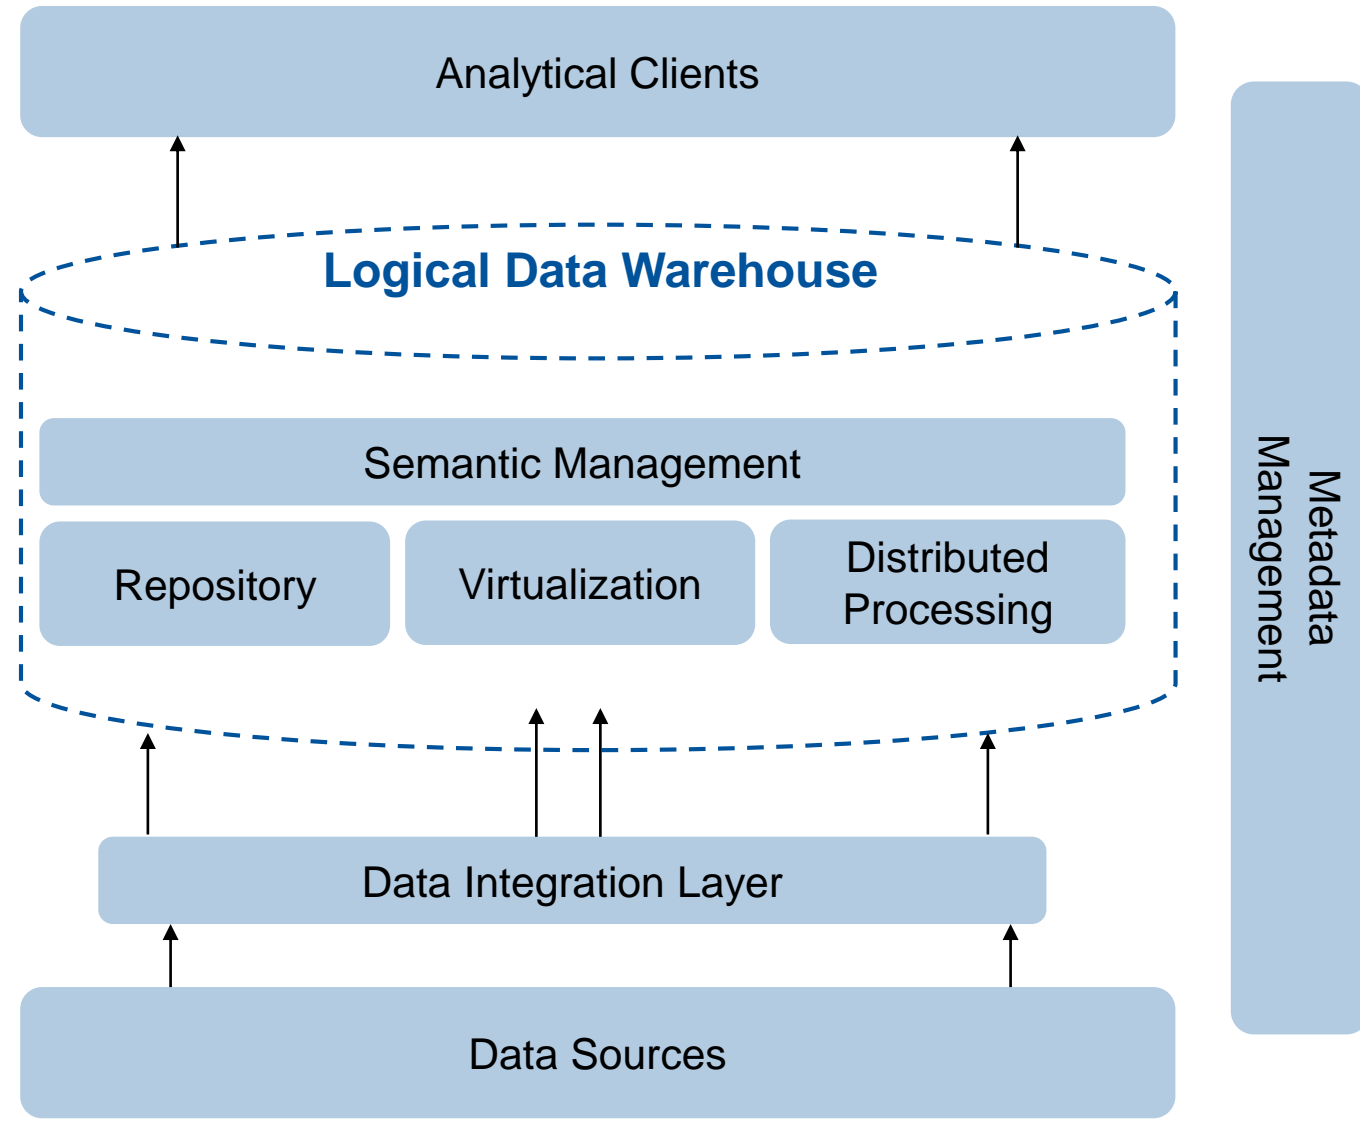 Analytical Clients
Logical Data Warehouse
Semantic Management
Repository
Virtualization
Distributed
Processing
Data Integration Layer
Data Sources
Metadata
Management